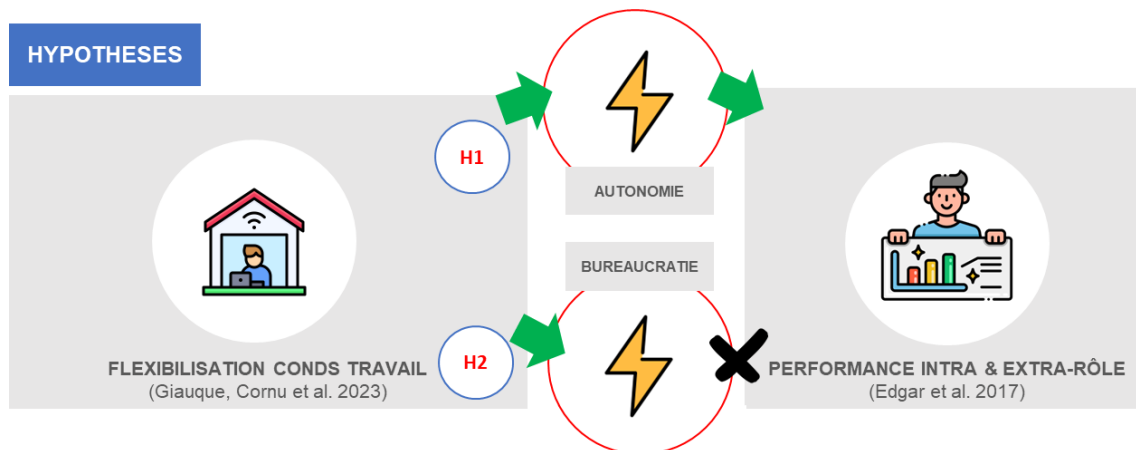 HYPOTHESES
H1
AUTONOMIE
BUREAUCRATIE
H2
FLEXIBILISATION CONDS TRAVAIL
(Giauque, Cornu et al. 2023)
PERFORMANCE INTRA & EXTRA-RÔLE
(Edgar et al. 2017)